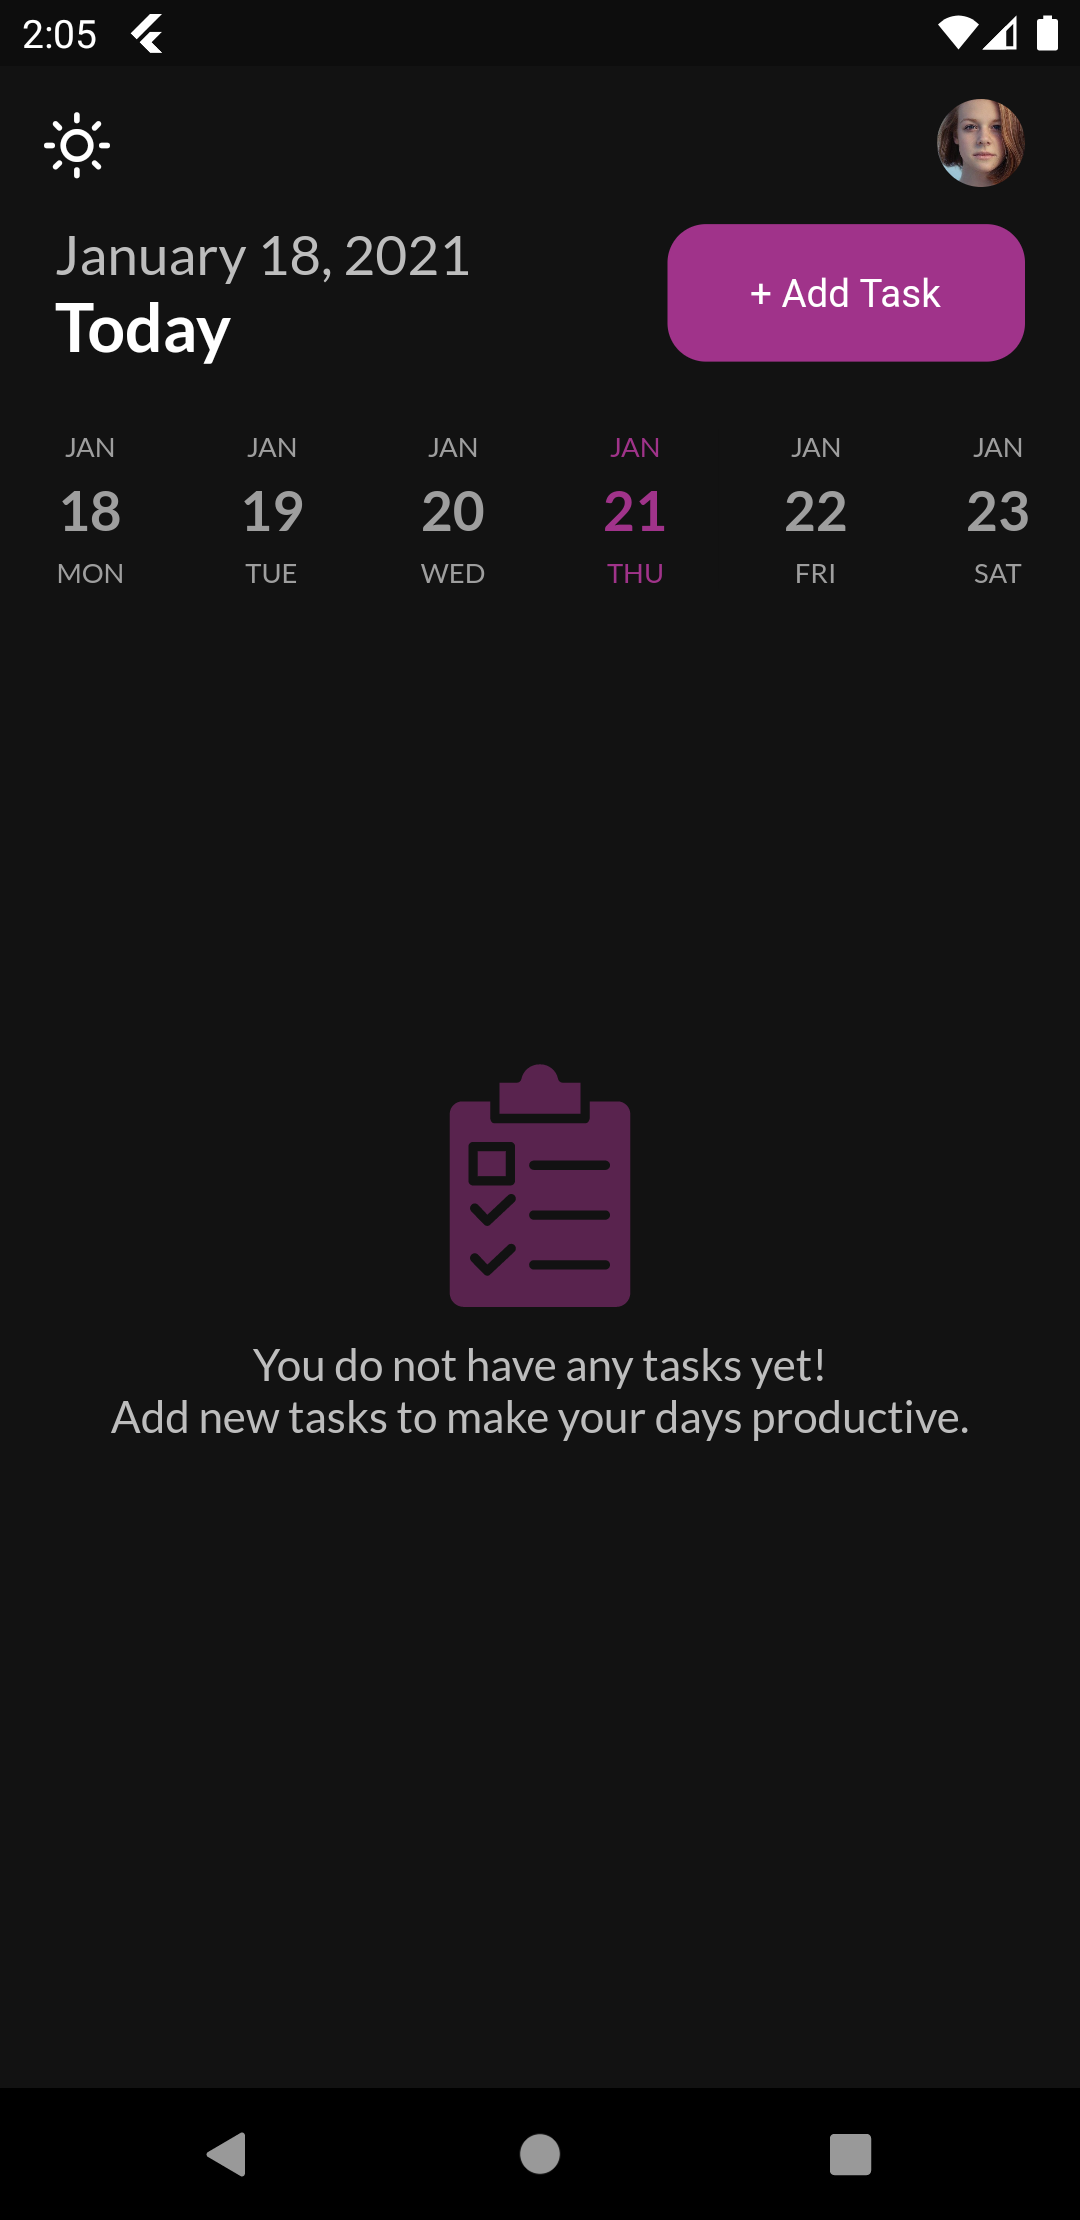 2:05
January 18, 2021
Today
+ Add Task
JAN JAN JAN JAN JAN JAN
18 19 20 21 22 23
MON TUE WED THU FRI SAT
You do not have any tasks yet!
Add new tasks to make your days productive.